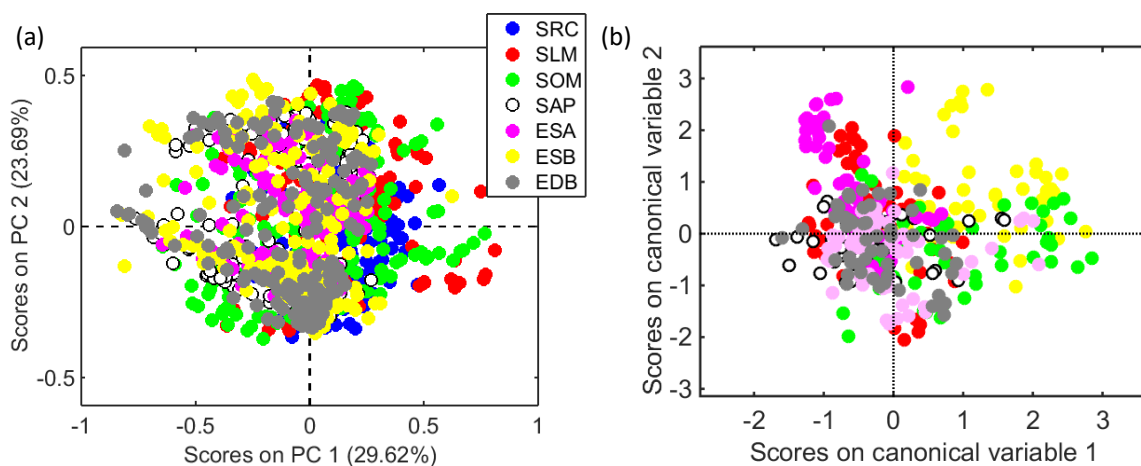 (a)
SRC
SLM
SOM
SAP
ESA
ESB
EDB
0.5
0
-0.5
-1
-0.5
0
0.5
1
Scores on PC 2 (23.69%)
Scores on PC 1 (29.62%)
(b)
3
2
1
0
-1
-2
-3
-2
-1
0
1
2
3
Scores on canonical variable 2
Scores on canonical variable 1